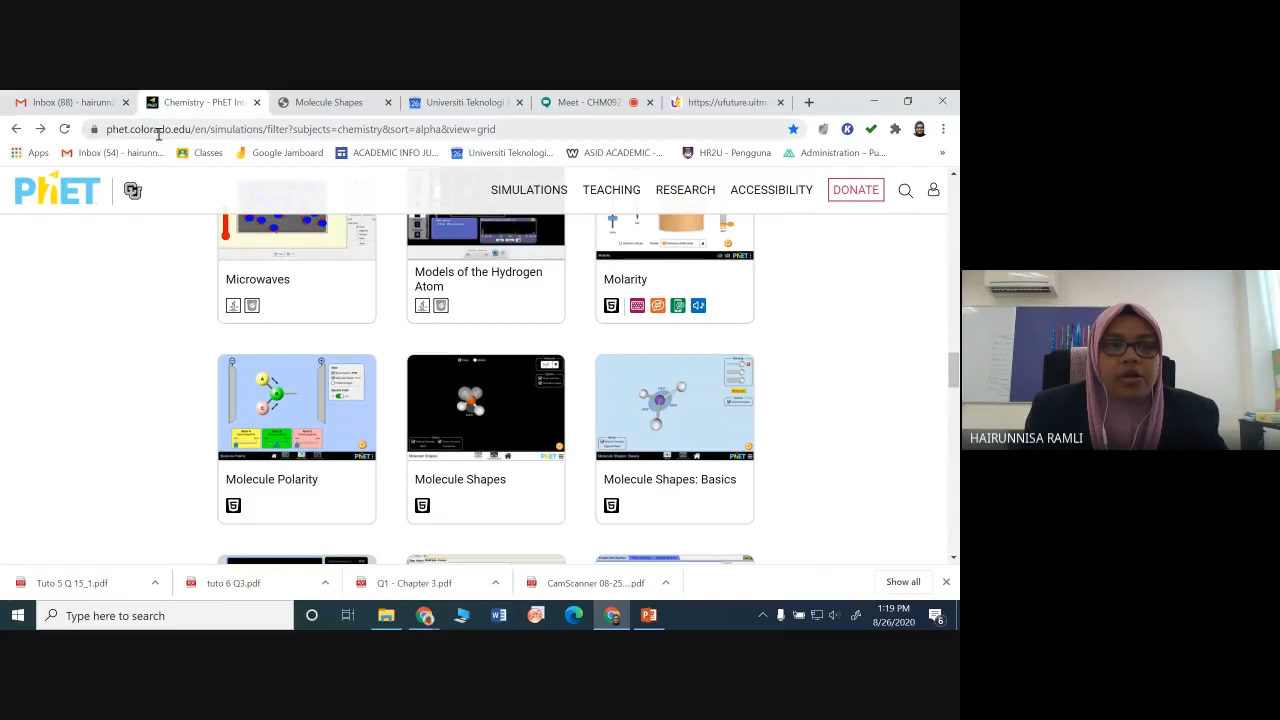 Inbox (88) - hairunn
Chemistry - PhET Int
Molecule Shapes
Universiti Teknologi
Meet - CHM092
https://ufuture.uitm
phet.colorado.edu/en/simulations/filter?subjects=chemistry&sort=alpha&view=grid
Apps
Inbox (54) - hairunn...
Classes
Google Jamboard
ACADEMIC INFO JU...
Universiti Teknologi...
ASID ACADEMIC -...
HR2U - Pengguna
Administration – Pu...
»
PhET
SIMULATIONS
TEACHING
RESEARCH
ACCESSIBILITY
DONATE
Microwaves
Models of the Hydrogen
Atom
Molarity
Molecule Polarity
Molecule Shapes
Molecule Shapes: Basics
HAIRUNNISA RAMLI
Tuto 5 Q 15_1.pdf
tuto 6 Q3.pdf
Q1 - Chapter 3.pdf
CamScanner 08-25....pdf
Show all
Type here to search
1:19 PM
8/26/2020
6